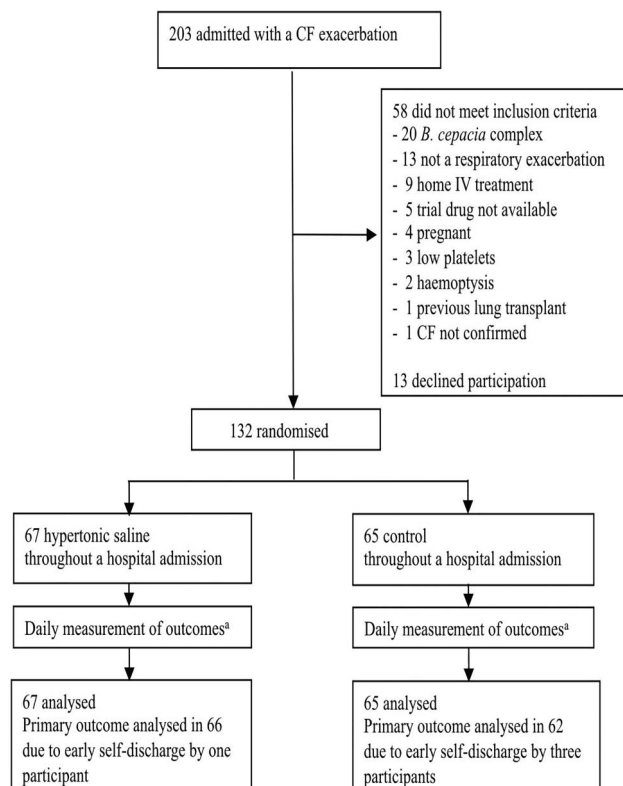 203 admitted with a CF exacerbation
58 did not meet inclusion criteria
- 20 B. cepacia complex
- 13 not a respiratory exacerbation
- 9 home IV treatment
- 5 trial drug not available
- 4 pregnant
- 3 low platelets
- 2 haemoptysis
- 1 previous lung transplant
- 1 CF not confirmed
13 declined participation
132 randomised
67 hypertonic saline
throughout a hospital admission
65 control
throughout a hospital admission
Daily measurement of outcomesᵃ
Daily measurement of outcomesᵃ
67 analysed
Primary outcome analysed in 66
due to early self-discharge by one
participant
65 analysed
Primary outcome analysed in 62
due to early self-discharge by three
participants